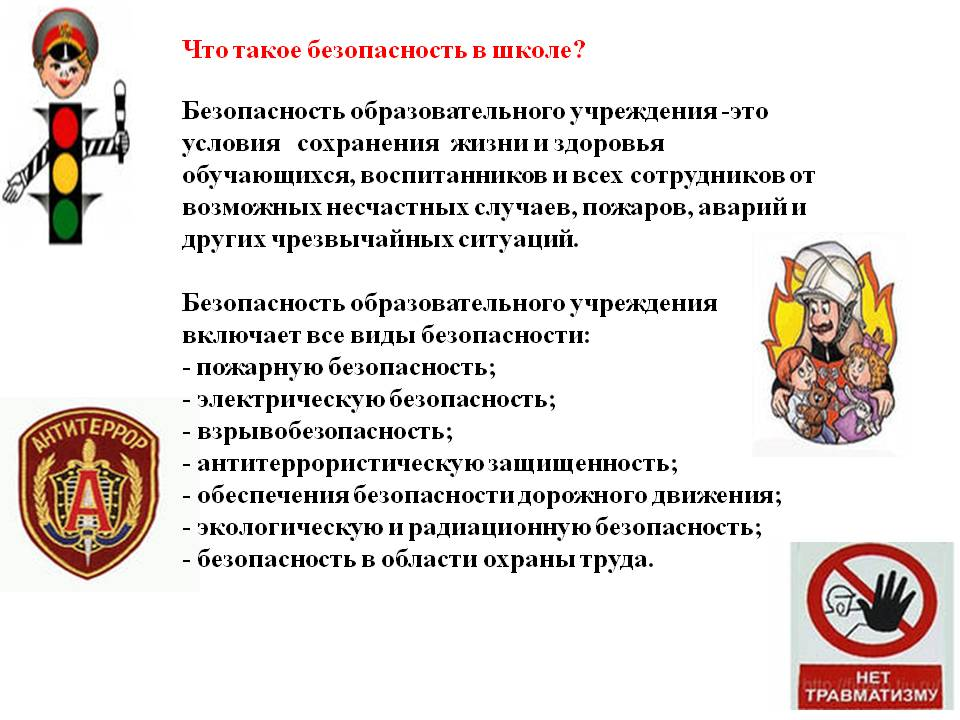 Что такое безопасность в школе?
Безопасность образовательного учреждения -это
условия сохранения жизни и здоровья
обучающихся, воспитанников и всех сотрудников от
возможных несчастных случаев, пожаров, аварий и
других чрезвычайных ситуаций.
Безопасность образовательного учреждения
включает все виды безопасности:
- пожарную безопасность;
- электрическую безопасность;
- взрывобезопасность;
- антитеррористическую защищенность;
- обеспечения безопасности дорожного движения;
- экологическую и радиационную безопасность;
- безопасность в области охраны труда.
АНТИТЕРРОР
А
НЕТ
ТРАВМАТИЗМУ